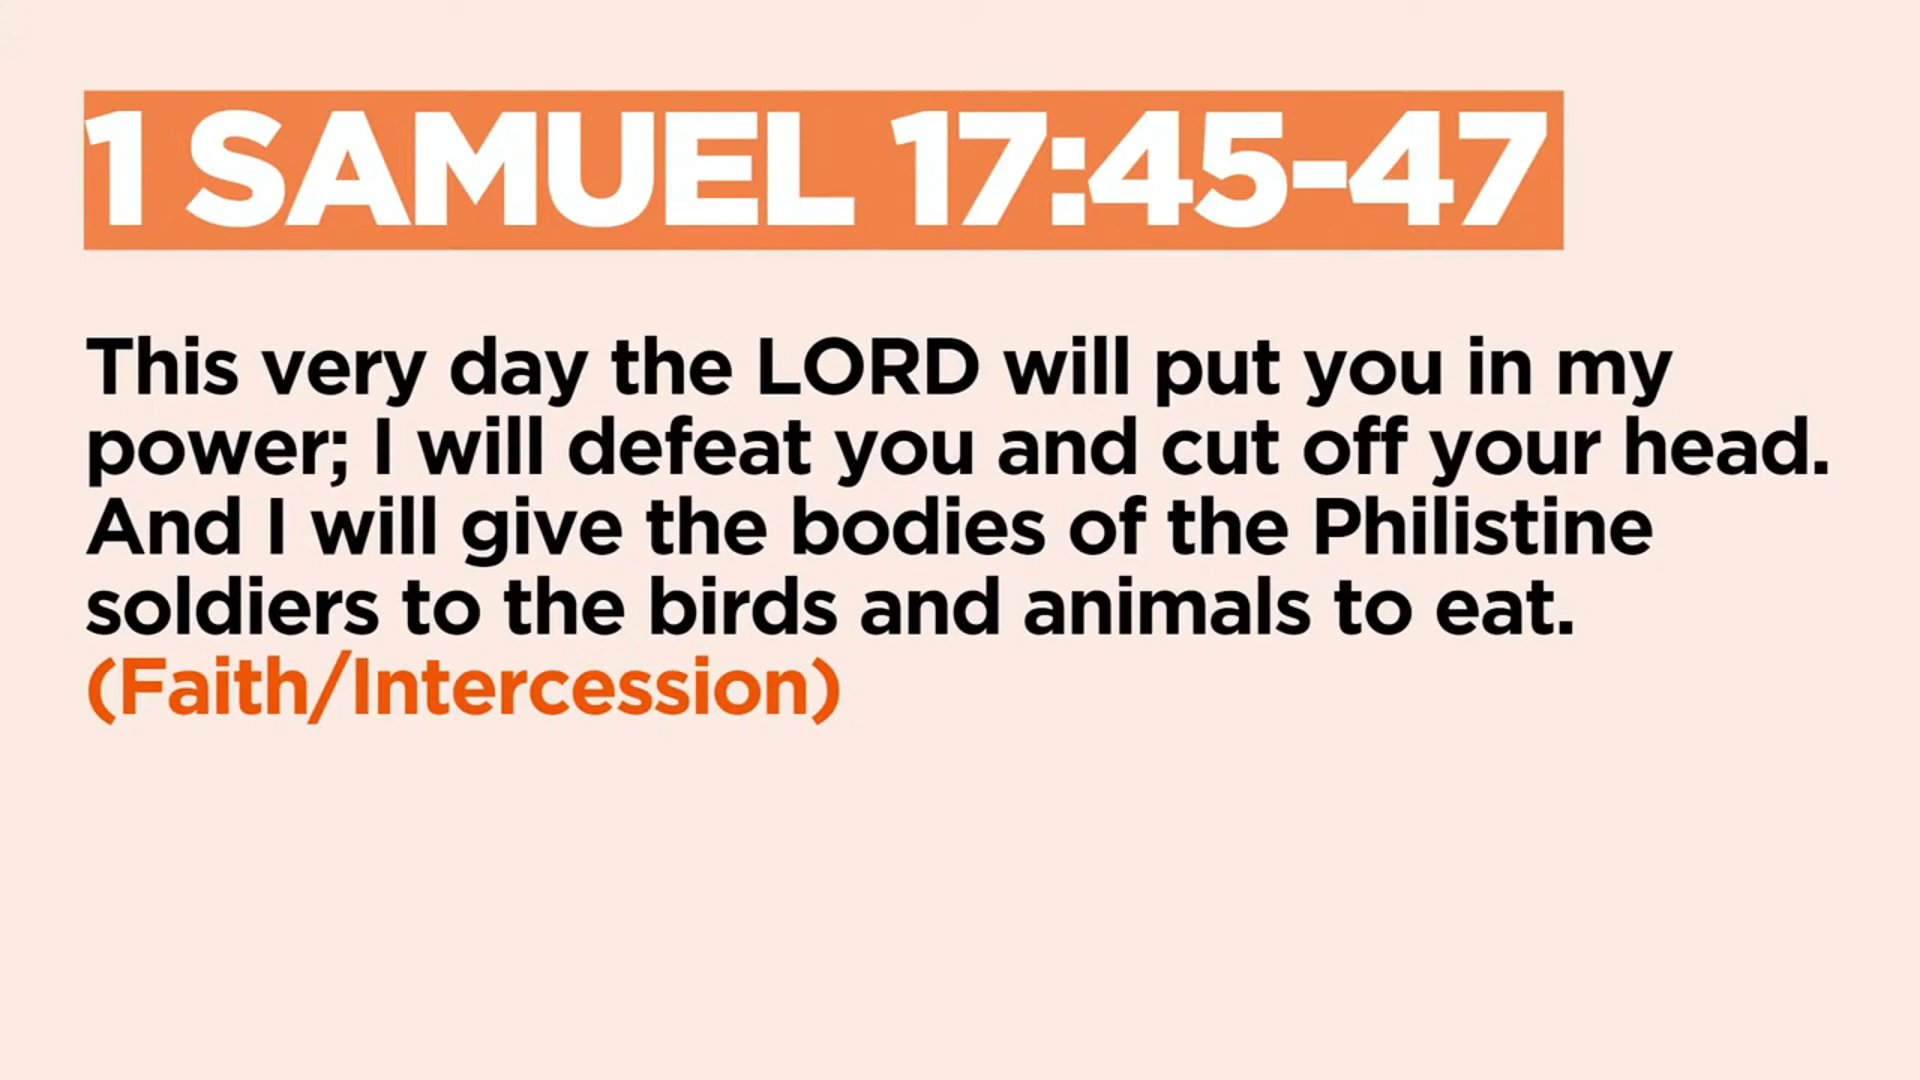 1 SAMUEL 17:45-47
This very day the LORD will put you in my
power; I will defeat you and cut off your head.
And I will give the bodies of the Philistine
soldiers to the birds and animals to eat.
(Faith/Intercession)